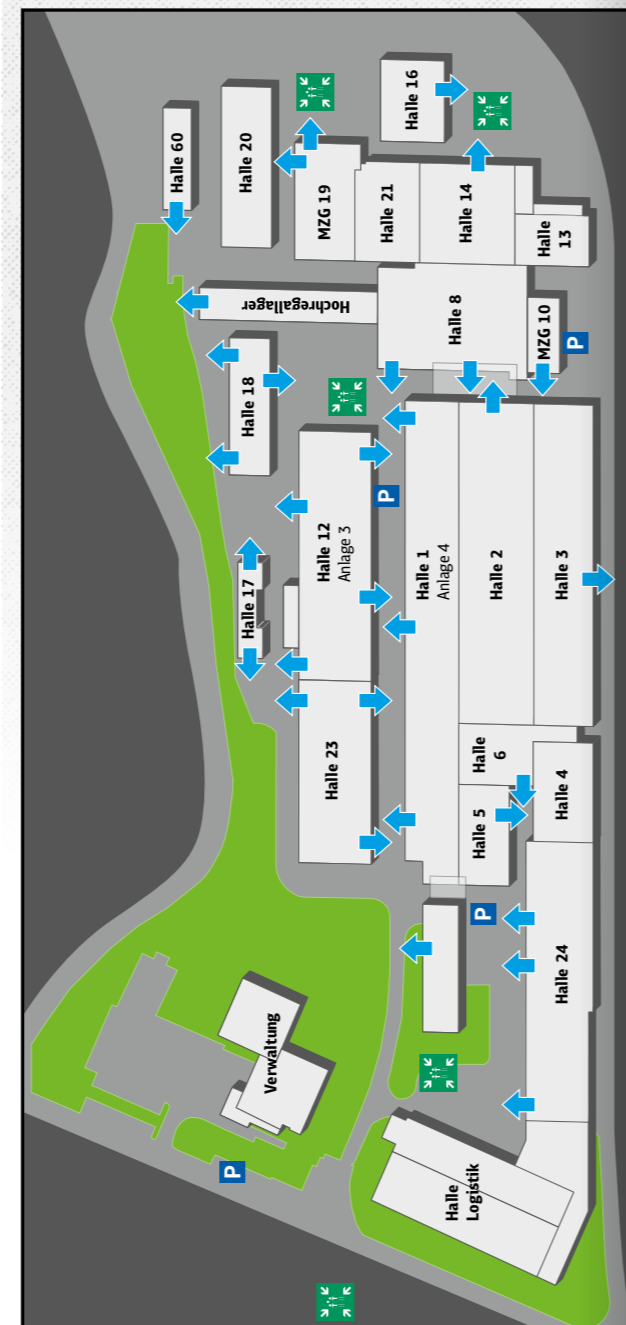 Halle 60
Halle 20
MZG 19
Halle 16
Halle 21
Halle 14
Halle
13
Hochregallager
Halle 8
MZG 10
P
Halle 18
Halle 12
Anlage 3
P
Halle 1
Anlage 4
Halle 2
Halle 3
Halle 17
Halle 23
Halle
6
Halle 5
Halle 4
P
Halle 24
Verwaltung
P
Halle
Logistik